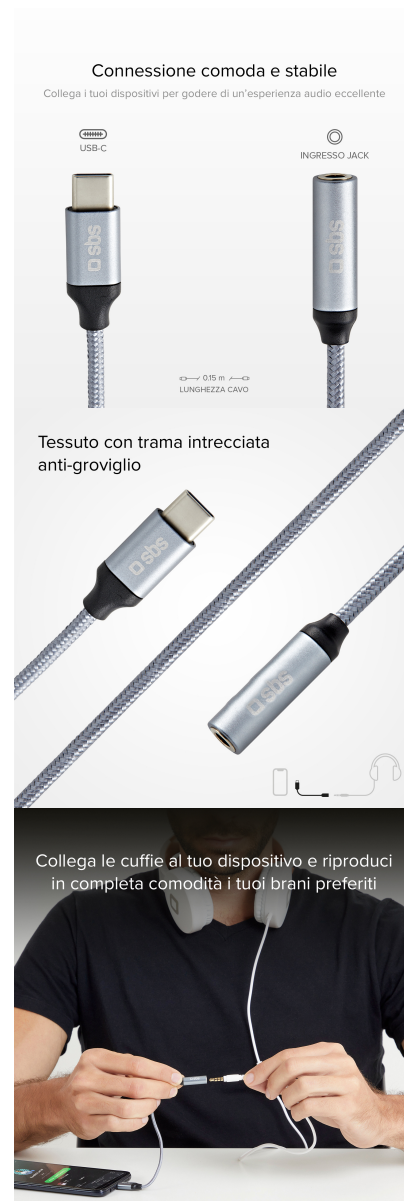 Connessione comoda e stabile
Collega i tuoi dispositivi per godere di un'esperienza audio eccellente
USB-C
INGRESSO JACK
sbs
sbs
0.15 m
LUNGHEZZA CAVO
Tessuto con trama intrecciata
anti-groviglio
sbs
sbs
Collega le cuffie al tuo dispositivo e riproduci
in completa comodità i tuoi brani preferiti